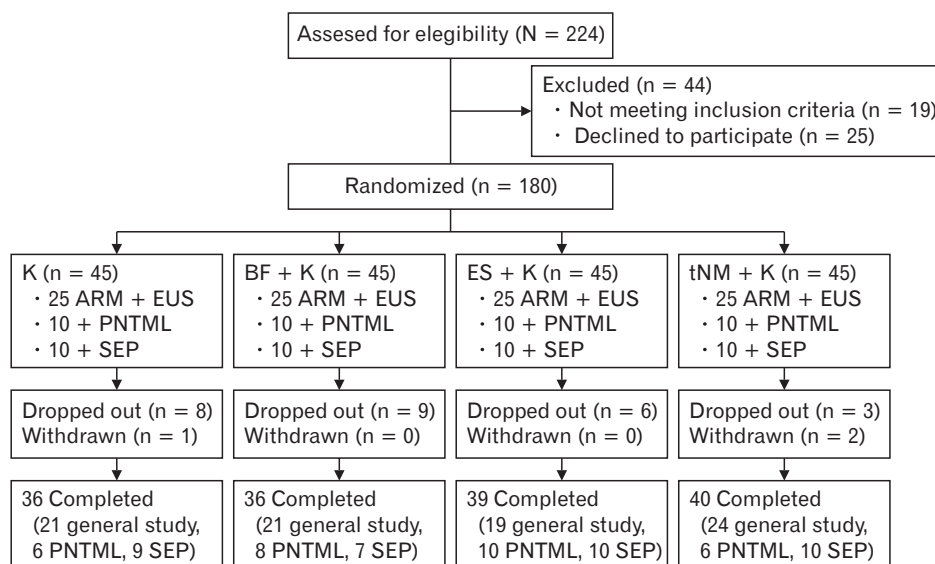 Assesed for elegibility (N = 224)
Excluded (n = 44)
· Not meeting inclusion criteria (n = 19)
· Declined to participate (n = 25)
Randomized (n = 180)
K (n = 45)
· 25 ARM + EUS
· 10 + PNTML
· 10 + SEP
BF + K (n = 45)
· 25 ARM + EUS
· 10 + PNTML
· 10 + SEP
ES + K (n = 45)
· 25 ARM + EUS
· 10 + PNTML
· 10 + SEP
tNM + K (n = 45)
· 25 ARM + EUS
· 10 + PNTML
· 10 + SEP
Dropped out (n = 8)
Withdrawn (n = 1)
Dropped out (n = 9)
Withdrawn (n = 0)
Dropped out (n = 6)
Withdrawn (n = 0)
Dropped out (n = 3)
Withdrawn (n = 2)
36 Completed
(21 general study,
6 PNTML, 9 SEP)
36 Completed
(21 general study,
8 PNTML, 7 SEP)
39 Completed
(19 general study,
10 PNTML, 10 SEP)
40 Completed
(24 general study,
6 PNTML, 10 SEP)